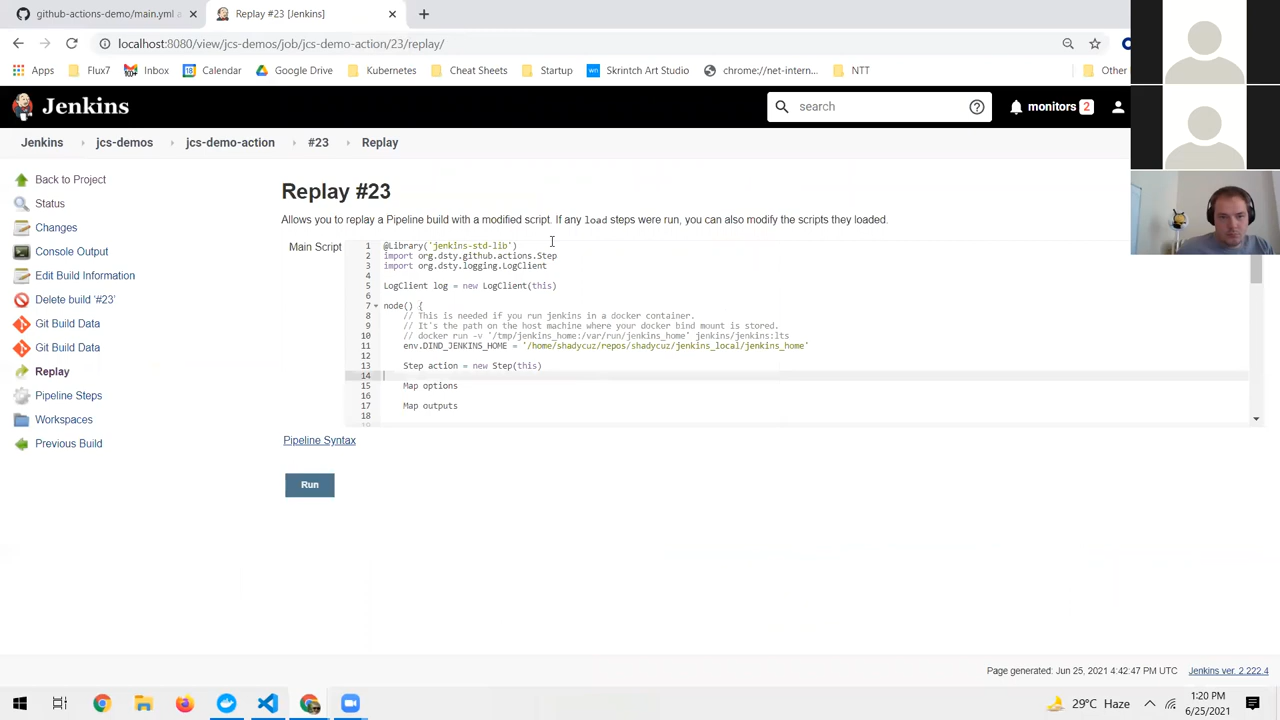 github-actions-demo/main.yml
Replay #23 [Jenkins]
localhost:8080/view/jcs-demos/job/jcs-demo-action/23/replay/
Apps
Flux7
Inbox
Calendar
Google Drive
Kubernetes
Cheat Sheets
Startup
Skrintch Art Studio
chrome://net-intern...
NTT
Other
Jenkins
search
monitors 2
Jenkins
jcs-demos
jcs-demo-action
#23
Replay
Back to Project
Status
Changes
Console Output
Edit Build Information
Delete build '#23'
Git Build Data
Git Build Data
Replay
Pipeline Steps
Workspaces
Previous Build
Replay #23
Allows you to replay a Pipeline build with a modified script. If any load steps were run, you can also modify the scripts they loaded.
Main Script
1 @Library('jenkins-std-lib')
2 import org.dsty.github.actions.Step
3 import org.dsty.logging.LogClient
4
5 LogClient log = new LogClient(this)
6
7 node() {
8 // This is needed if you run jenkins in a docker container.
9 // It's the path on the host machine where your docker bind mount is stored.
10 // docker run -v '/tmp/jenkins_home:/var/run/jenkins_home' jenkins/jenkins:lts
11 env.DIND_JENKINS_HOME = '/home/shadycuz/repos/shadycuz/jenkins_local/jenkins_home'
12
13 Step action = new Step(this)
14
15 Map options
16
17 Map outputs
18
Pipeline Syntax
Run
Page generated: Jun 25, 2021 4:42:47 PM UTC
Jenkins ver. 2.222.4
29°C Haze
1:20 PM
6/25/2021